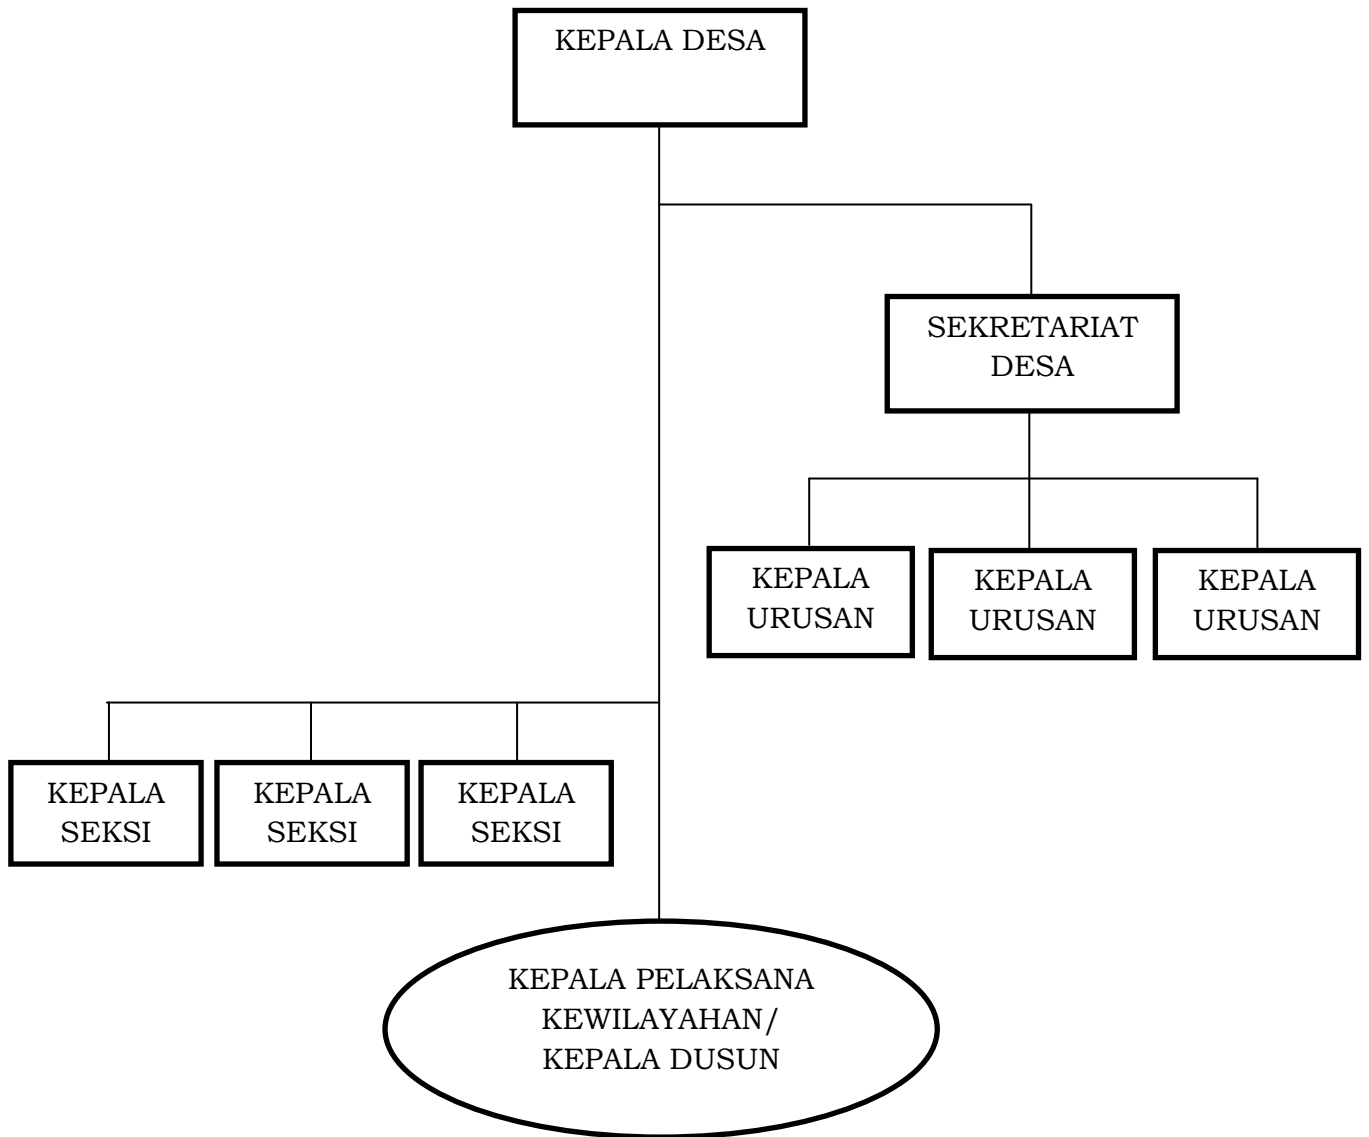 KEPALA DESA
SEKRETARIAT
DESA
KEPALA
URUSAN
KEPALA
URUSAN
KEPALA
URUSAN
KEPALA
SEKSI
KEPALA
SEKSI
KEPALA
SEKSI
KEPALA PELAKSANA
KEWILAYAHAN/
KEPALA DUSUN